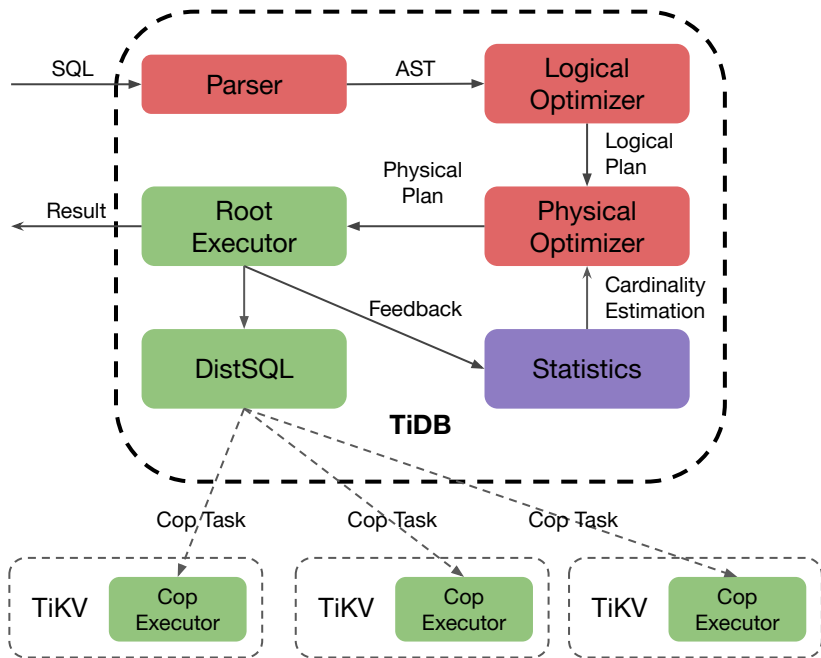 SQL
Parser
AST
Logical
Optimizer
Logical
Plan
Physical
Plan
Result
Root
Executor
Physical
Optimizer
Feedback
Cardinality
Estimation
DistSQL
Statistics
TiDB
Cop Task
Cop Task
Cop Task
TiKV
Cop
Executor
TiKV
Cop
Executor
TiKV
Cop
Executor